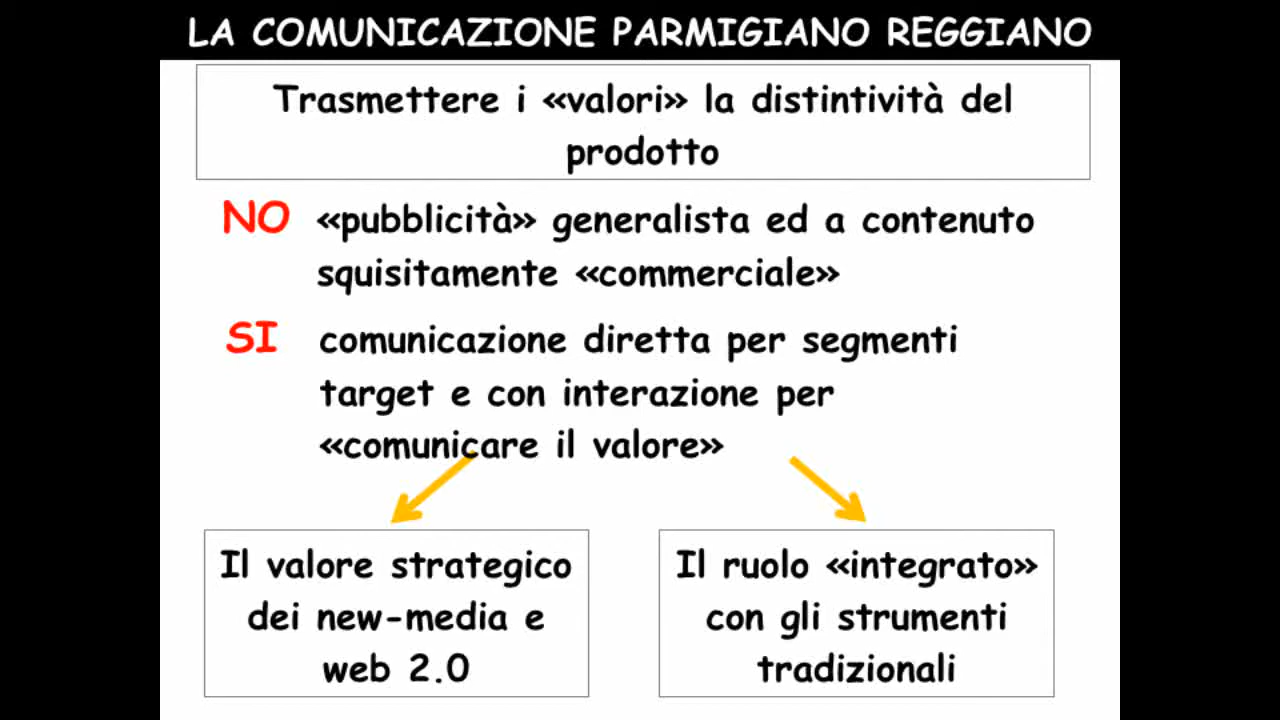 LA COMUNICAZIONE PARMIGIANO REGGIANO
Trasmettere i «valori» la distintività del
prodotto
NO «pubblicità» generalista ed a contenuto
squisitamente «commerciale»
SI comunicazione diretta per segmenti
target e con interazione per
«comunicare il valore»
Il valore strategico
dei new-media e
web 2.0
Il ruolo «integrato»
con gli strumenti
tradizionali